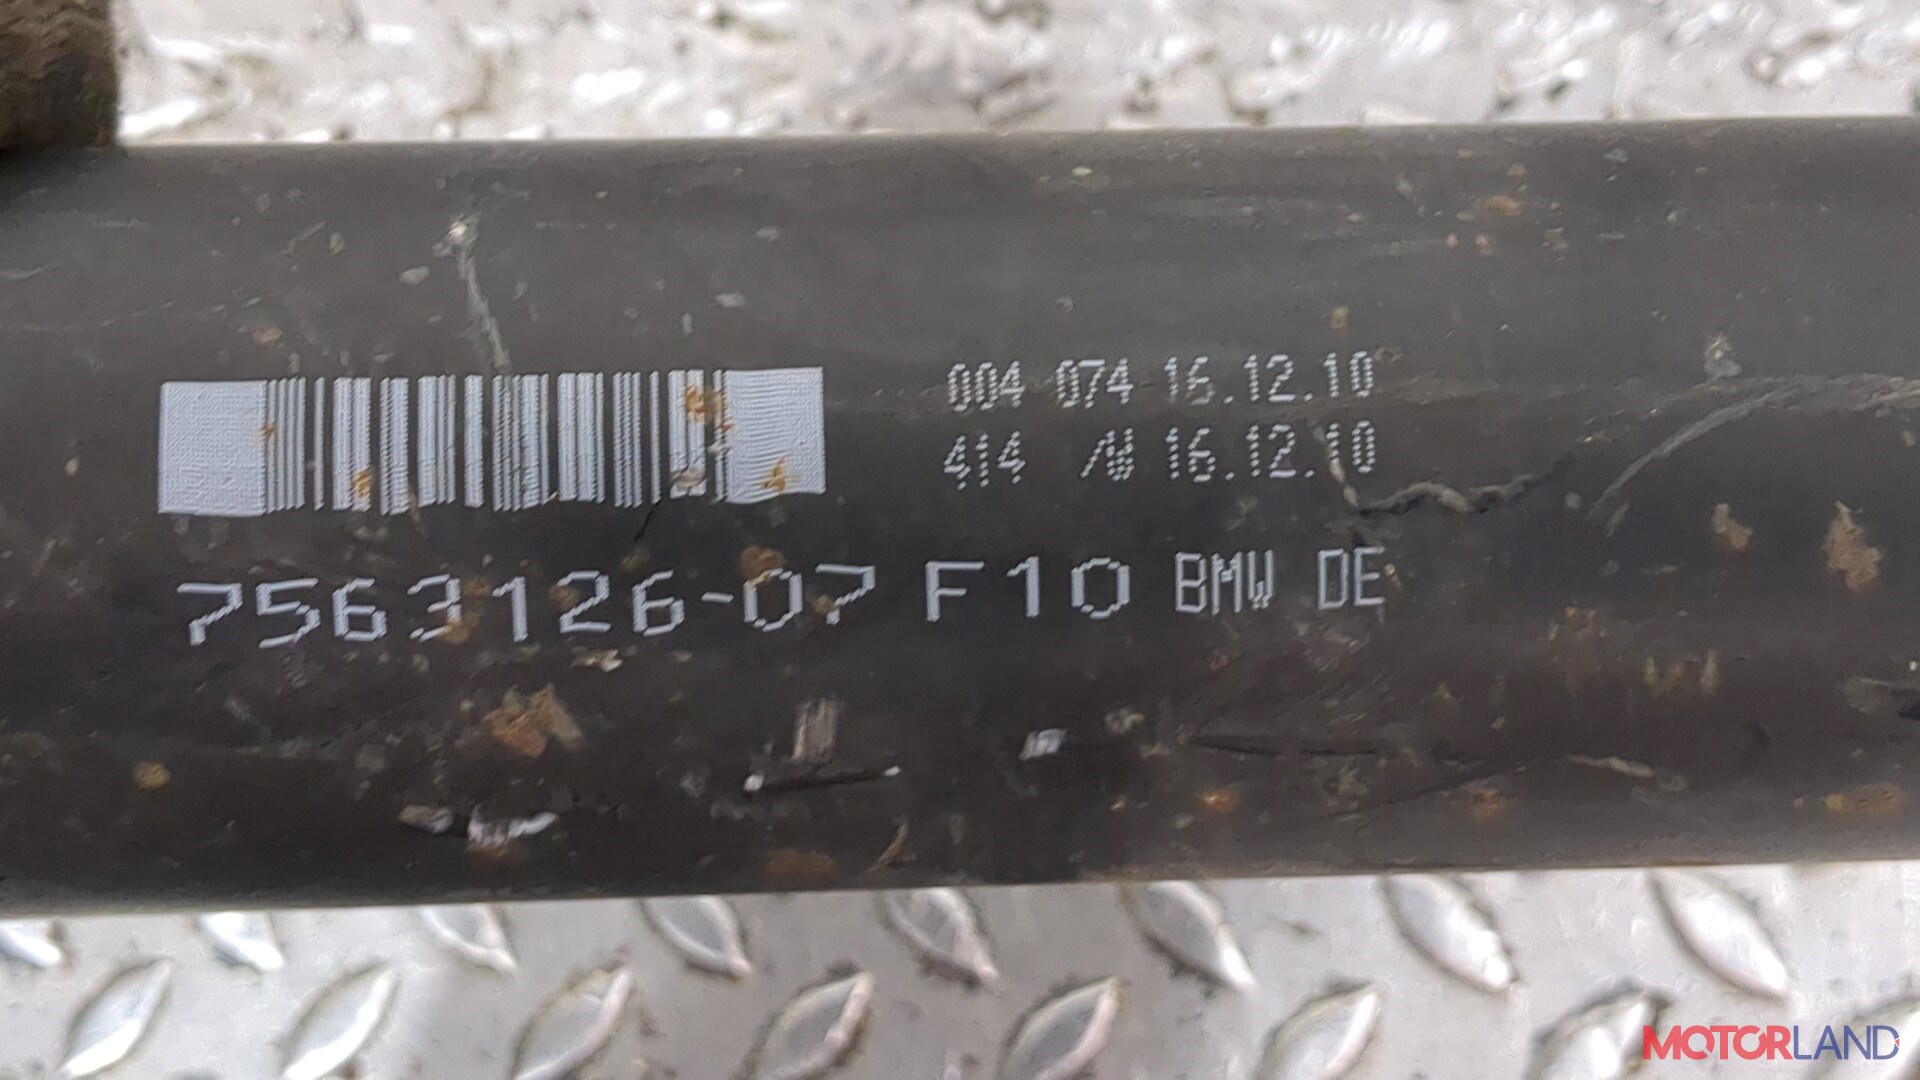 004 074 16.12.10
414 /W 16.12.10
7563126-07 F10 BMW DE
MOTORLAND